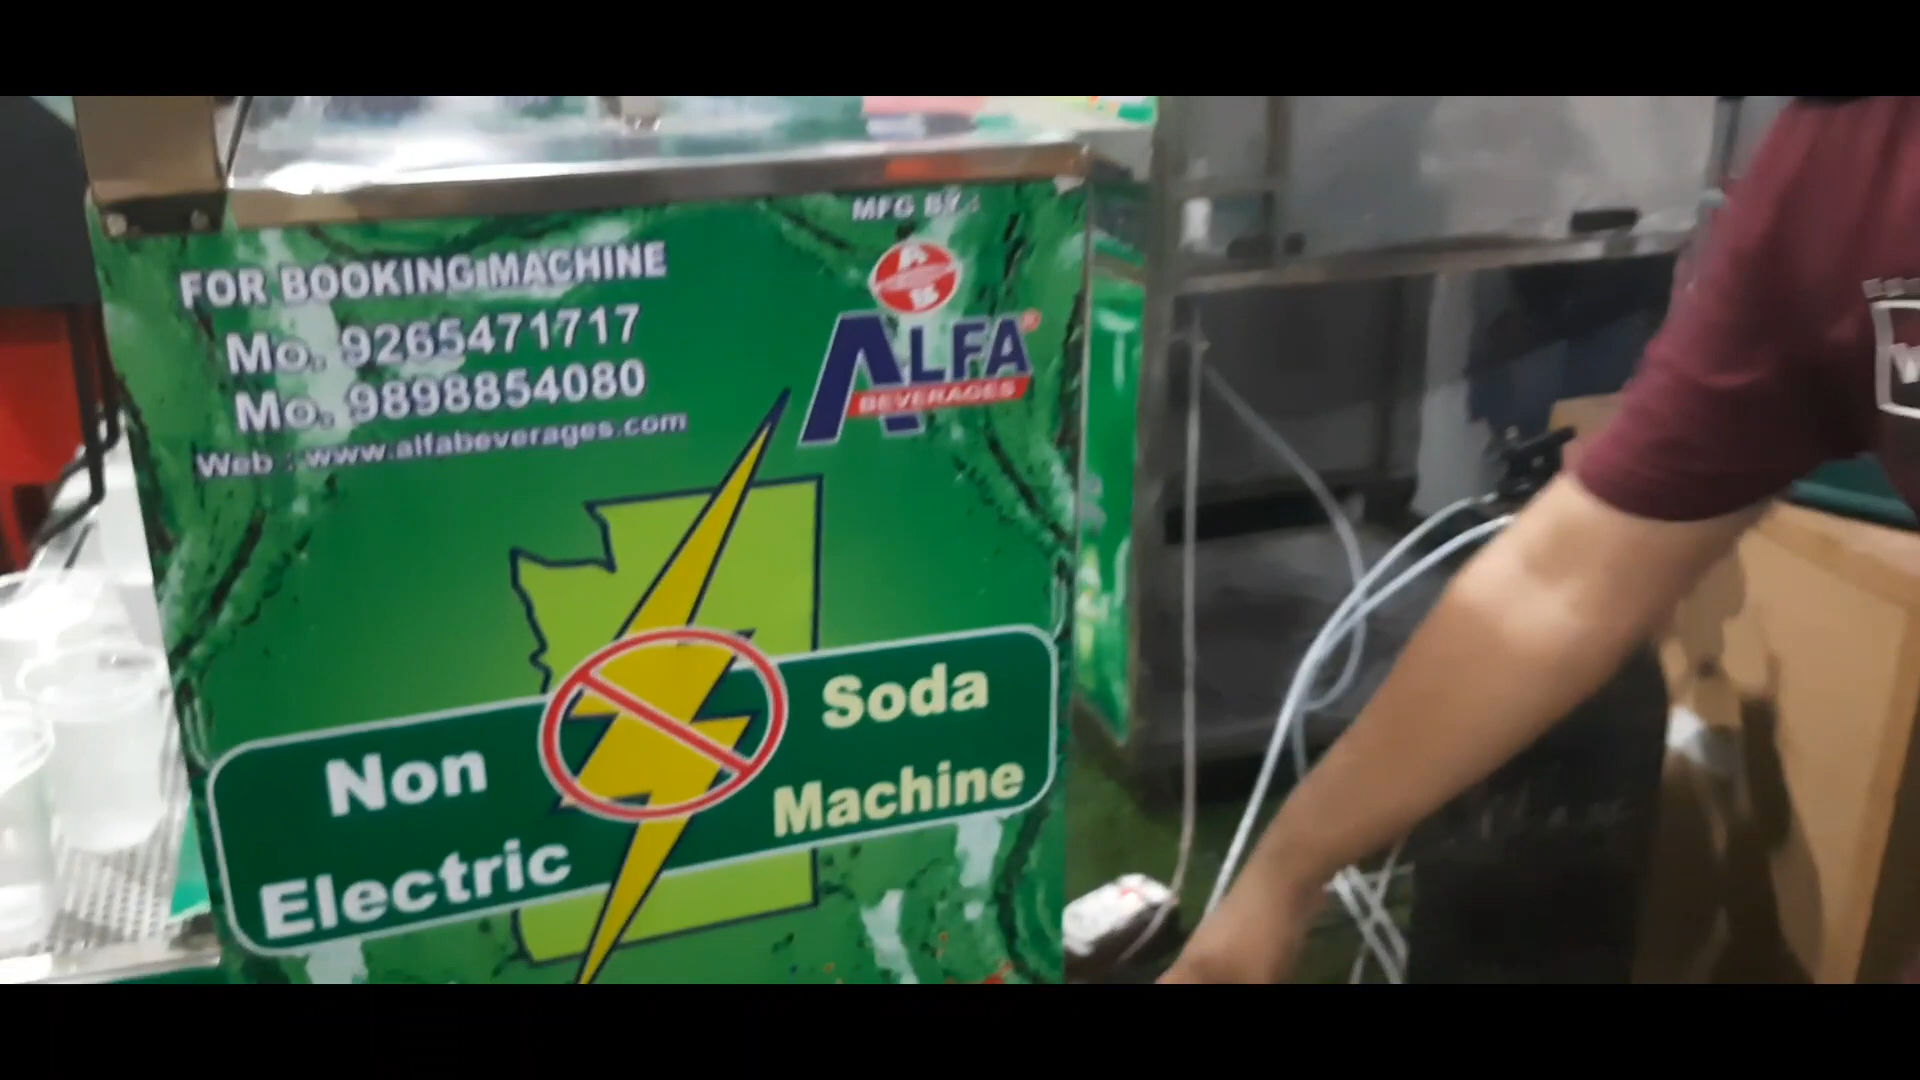 FOR BOOKING MACHINE
Mo. 9265471717
Mo. 9898854080
Web : www.alfabeverages.com
MFG BY :
ALFA
BEVERAGES
Non
Electric
Soda
Machine